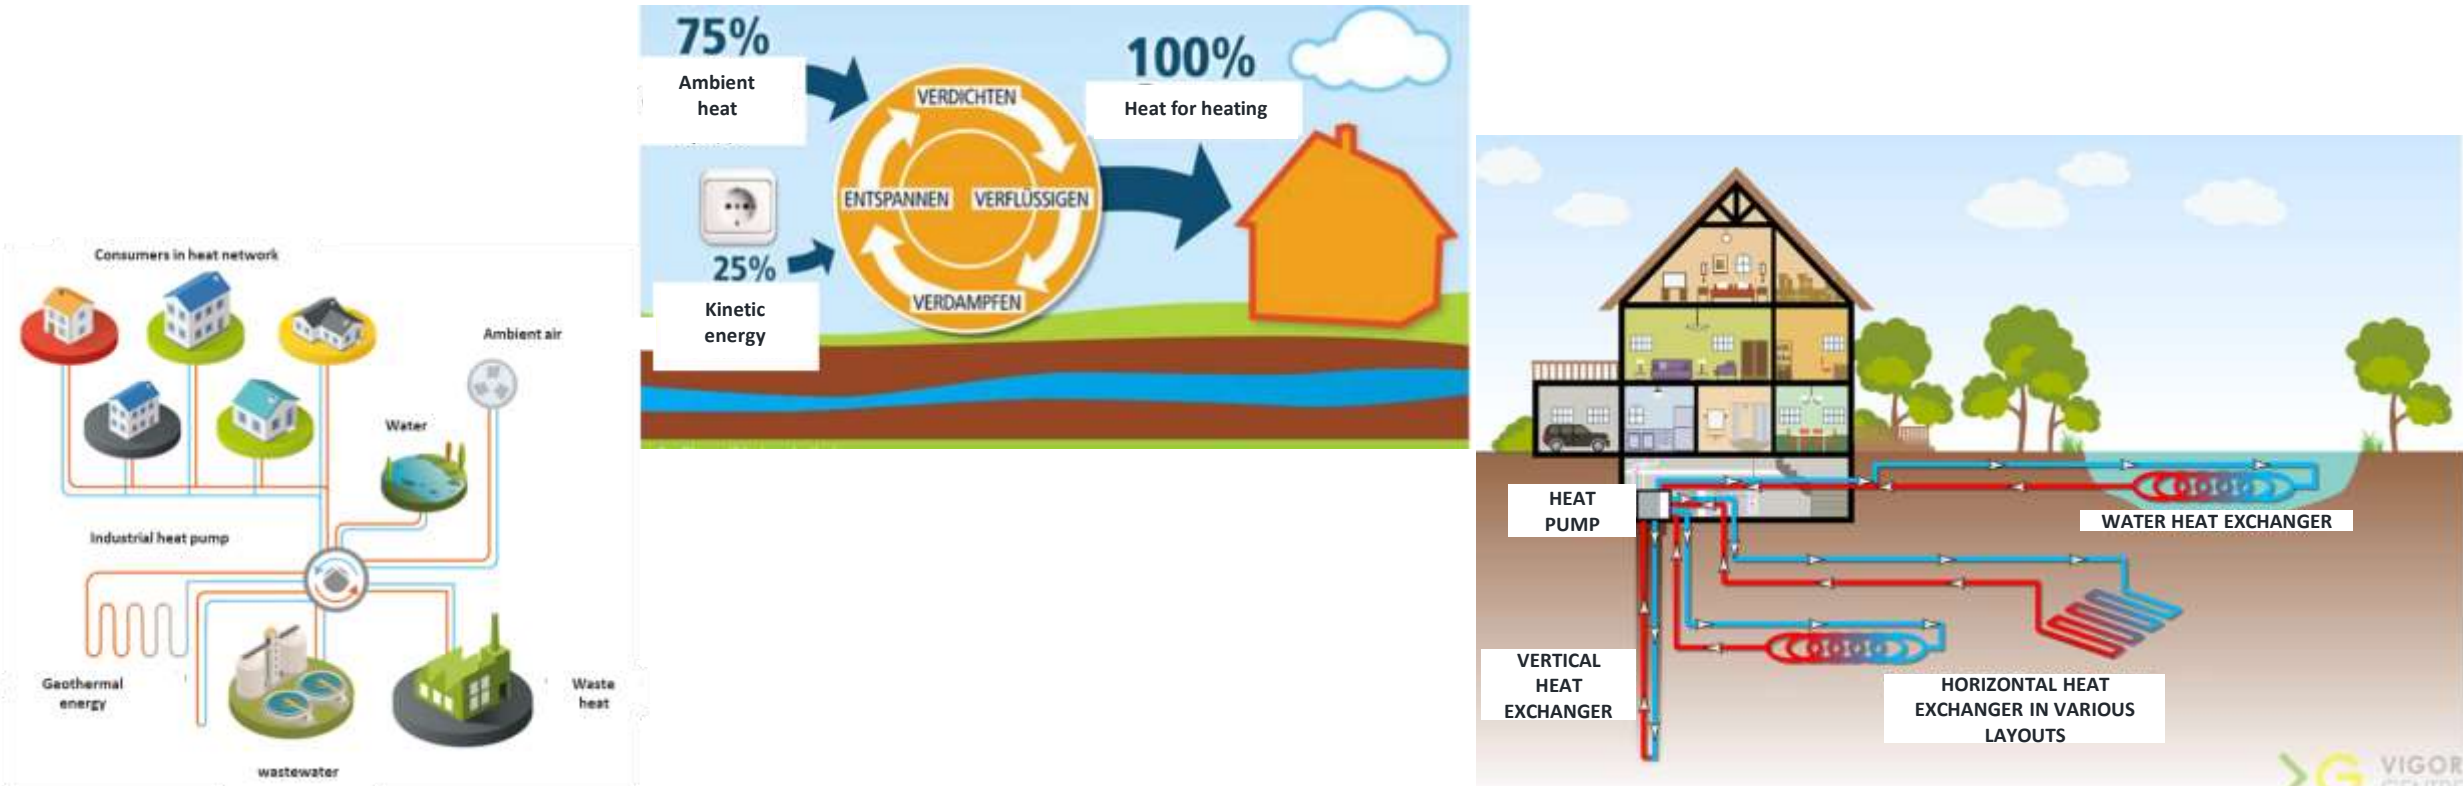 Consumers in heat network
Ambient air
Water
Industrial heat pump
Geothermal
energy
wastewater
Waste
heat
75%
Ambient
heat
25%
Kinetic
energy
VERDICHTEN
ENTSPANNEN
VERFLÜSSIGEN
VERDAMPFEN
100%
Heat for heating
HEAT
PUMP
WATER HEAT EXCHANGER
VERTICAL
HEAT
EXCHANGER
HORIZONTAL HEAT
EXCHANGER IN VARIOUS
LAYOUTS
VIGOR